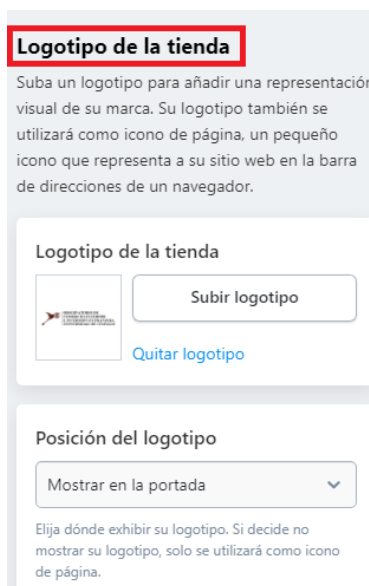 Logotipo de la tienda
Suba un logotipo para añadir una representación
visual de su marca. Su logotipo también se
utilizará como icono de página, un pequeño
icono que representa a su sitio web en la barra
de direcciones de un navegador.
Logotipo de la tienda
Subir logotipo
Quitar logotipo
Posición del logotipo
Mostrar en la portada
Elija dónde exhibir su logotipo. Si decide no
mostrar su logotipo, solo se utilizará como icono
de página.